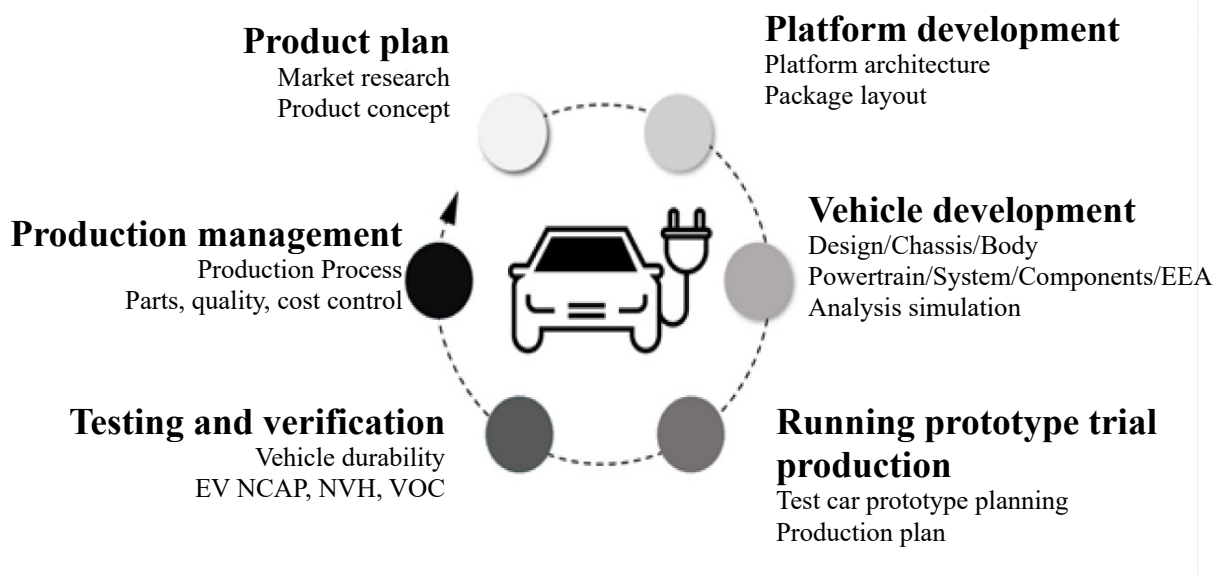 Product plan
Market research
Product concept
Platform development
Platform architecture
Package layout
Vehicle development
Design/Chassis/Body
Powertrain/System/Components/EEA
Analysis simulation
Running prototype trial
production
Test car prototype planning
Production plan
Testing and verification
Vehicle durability
EV NCAP, NVH, VOC
Production management
Production Process
Parts, quality, cost control